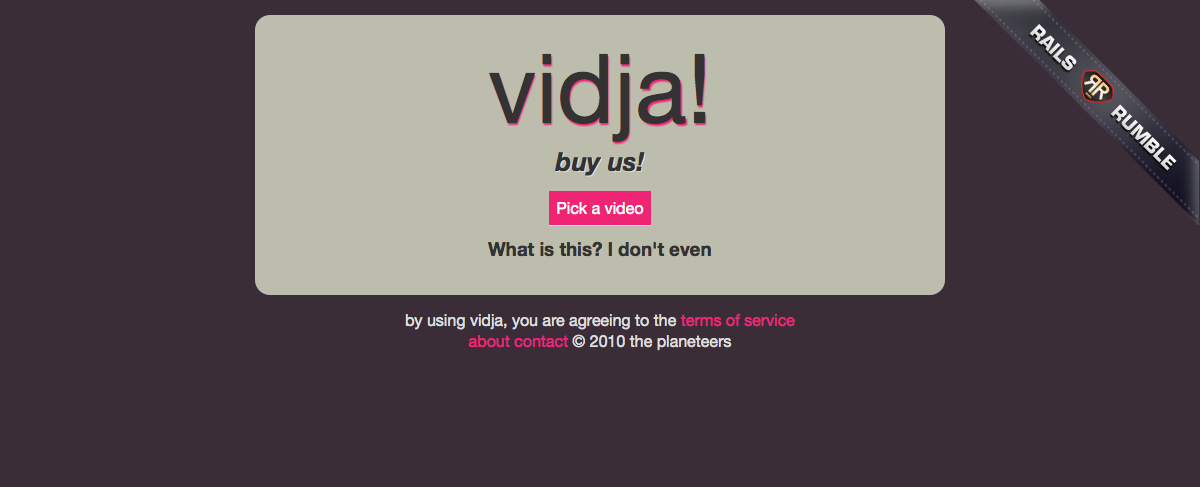 vidja!
buy us!
Pick a video
What is this? I don't even
by using vidja, you are agreeing to the terms of service
about contact © 2010 the planeteers
RAILS RR RUMBLE